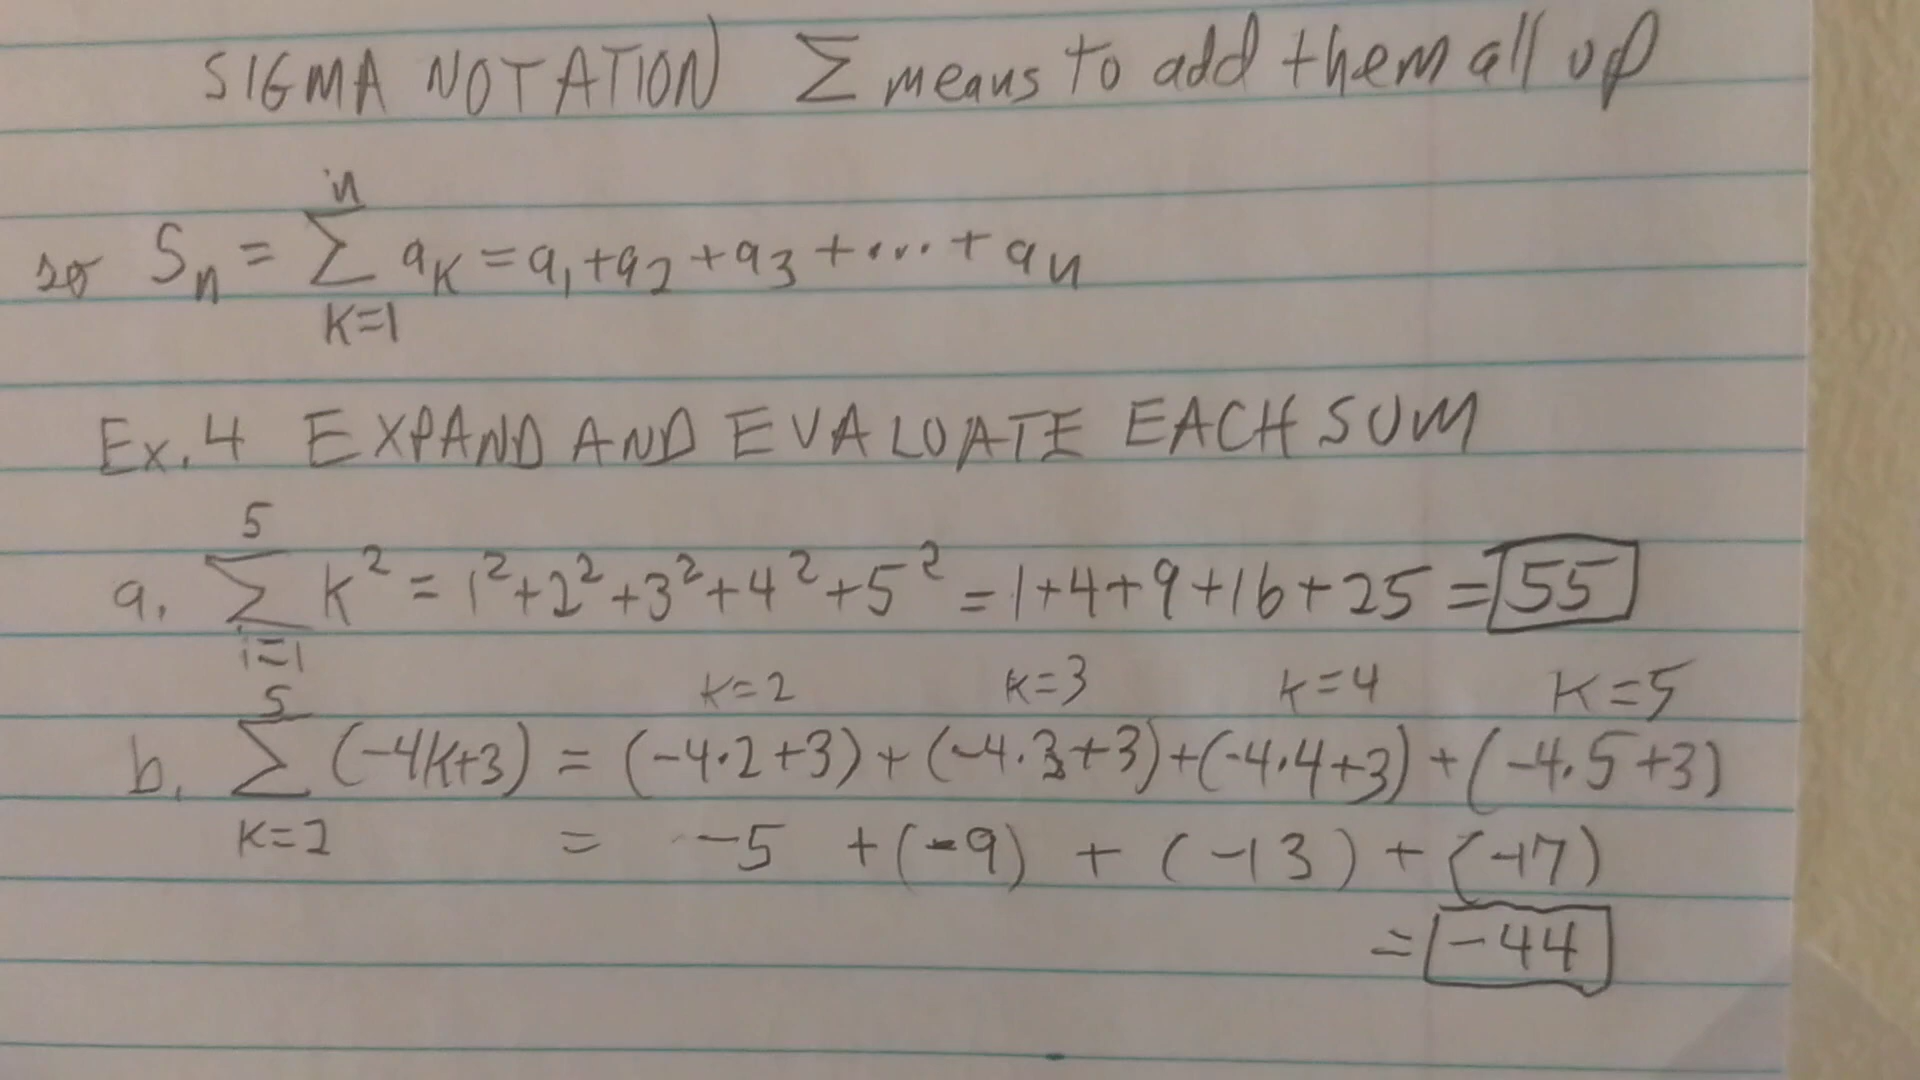 SIGMA NOTATION Σ means to add them all up
n
so Sn = Σ aK = a1 + a2 + a3 + ... + an
K=1
Ex. 4 EXPAND AND EVALUATE EACH SUM
5
a. Σ K² = 1² + 2² + 3² + 4² + 5² = 1 + 4 + 9 + 16 + 25 = 55
i=1
5 K=2 K=3 K=4 K=5
b. Σ (-4K+3) = (-4·2+3) + (-4·3+3) + (-4·4+3) + (-4·5+3)
K=2 = -5 + (-9) + (-13) + (-17)
= -44